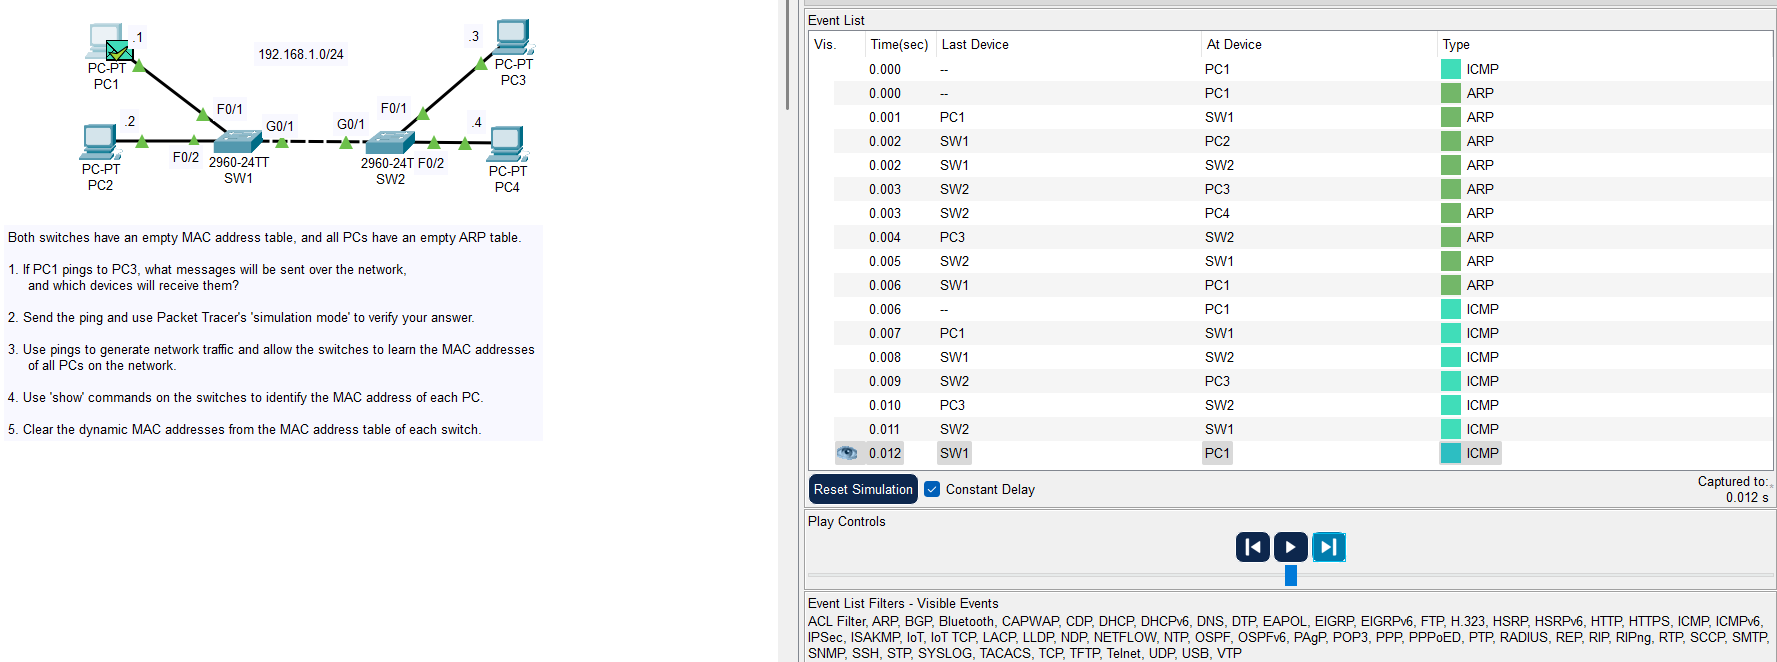 .1
192.168.1.0/24
.3
PC-PT
PC1
PC-PT
PC3
F0/1
F0/1
.2
G0/1
G0/1
.4
F0/2
2960-24TT
SW1
2960-24T
SW2
F0/2
PC-PT
PC2
PC-PT
PC4
Both switches have an empty MAC address table, and all PCs have an empty ARP table.
1. If PC1 pings to PC3, what messages will be sent over the network,
and which devices will receive them?
2. Send the ping and use Packet Tracer's 'simulation mode' to verify your answer.
3. Use pings to generate network traffic and allow the switches to learn the MAC addresses
of all PCs on the network.
4. Use 'show' commands on the switches to identify the MAC address of each PC.
5. Clear the dynamic MAC addresses from the MAC address table of each switch.
Event List
Vis. Time(sec) Last Device At Device Type
0.000 -- PC1 ICMP
0.000 -- PC1 ARP
0.001 PC1 SW1 ARP
0.002 SW1 PC2 ARP
0.002 SW1 SW2 ARP
0.003 SW2 PC3 ARP
0.003 SW2 PC4 ARP
0.004 PC3 SW2 ARP
0.005 SW2 SW1 ARP
0.006 SW1 PC1 ARP
0.006 -- PC1 ICMP
0.007 PC1 SW1 ICMP
0.008 SW1 SW2 ICMP
0.009 SW2 PC3 ICMP
0.010 PC3 SW2 ICMP
0.011 SW2 SW1 ICMP
0.012 SW1 PC1 ICMP
Reset Simulation Constant Delay
Captured to:
0.012 s
Play Controls
Event List Filters - Visible Events
ACL Filter, ARP, BGP, Bluetooth, CAPWAP, CDP, DHCP, DHCPv6, DNS, DTP, EAPOL, EIGRP, EIGRPv6, FTP, H.323, HSRP, HSRPv6, HTTP, HTTPS, ICMP, ICMPv6,
IPSec, ISAKMP, IoT, IoT TCP, LACP, LLDP, NDP, NETFLOW, NTP, OSPF, OSPFv6, PAgP, POP3, PPP, PPPoED, PTP, RADIUS, REP, RIP, RIPng, RTP, SCCP, SMTP,
SNMP, SSH, STP, SYSLOG, TACACS, TCP, TFTP, Telnet, UDP, USB, VTP